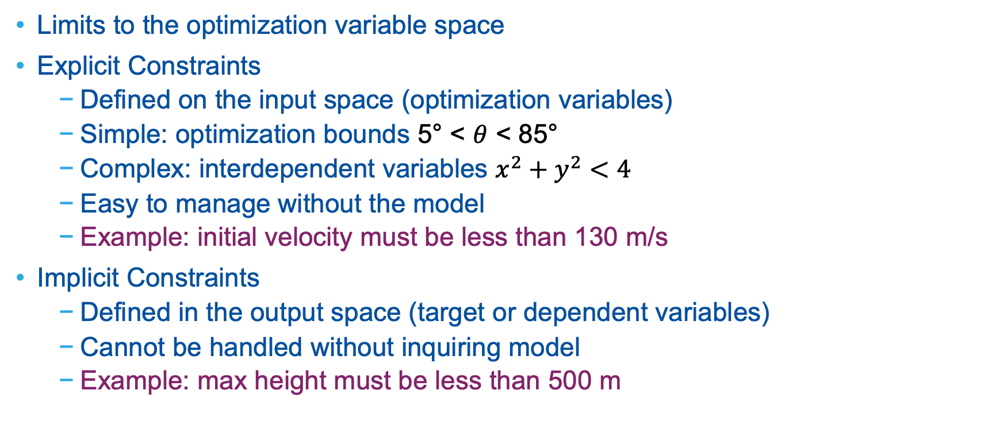 • Limits to the optimization variable space
• Explicit Constraints
– Defined on the input space (optimization variables)
– Simple: optimization bounds 5° < θ < 85°
– Complex: interdependent variables x² + y² < 4
– Easy to manage without the model
– Example: initial velocity must be less than 130 m/s
• Implicit Constraints
– Defined in the output space (target or dependent variables)
– Cannot be handled without inquiring model
– Example: max height must be less than 500 m